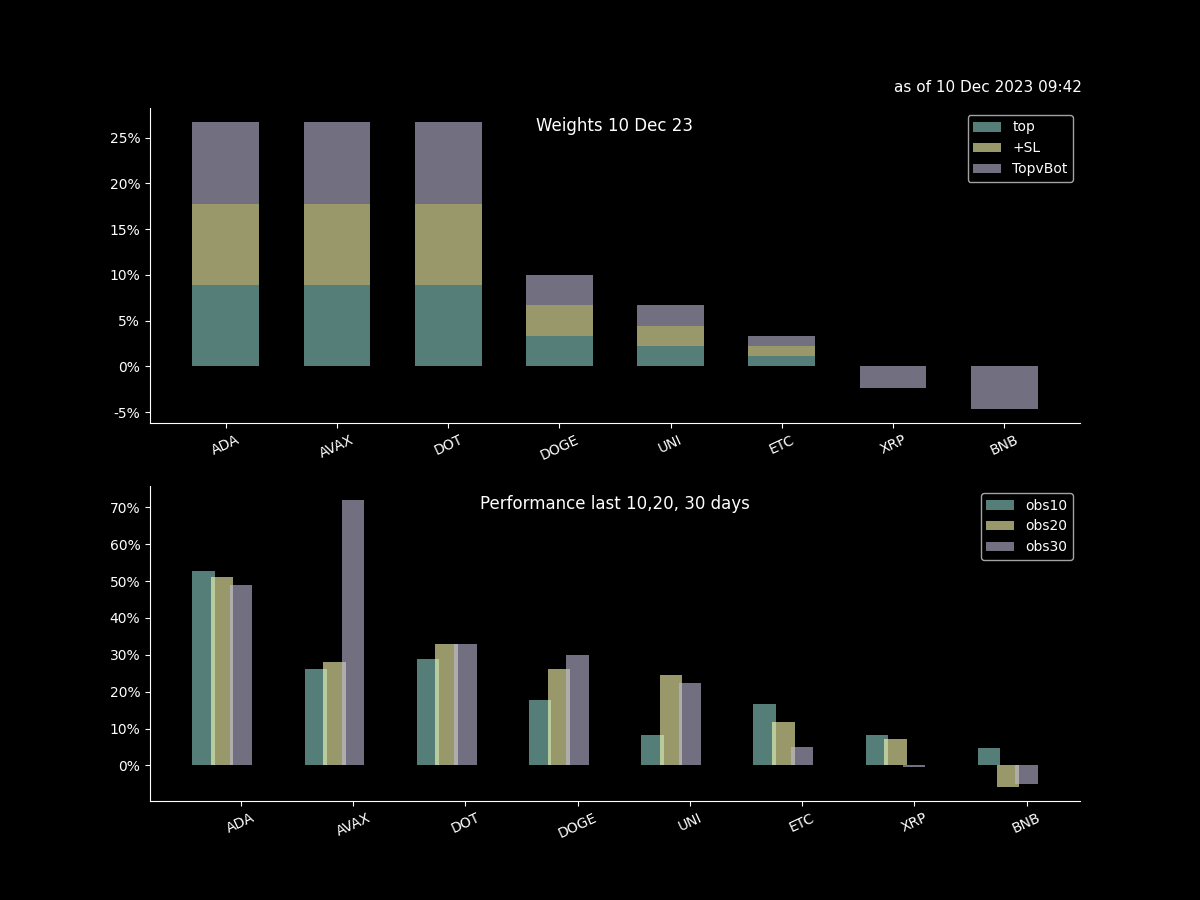 as of 10 Dec 2023 09:42
Weights 10 Dec 23
top
+SL
TopvBot
25%
20%
15%
10%
5%
0%
-5%
ADA AVAX DOT DOGE UNI ETC XRP BNB
Performance last 10,20, 30 days
obs10
obs20
obs30
70%
60%
50%
40%
30%
20%
10%
0%
ADA AVAX DOT DOGE UNI ETC XRP BNB